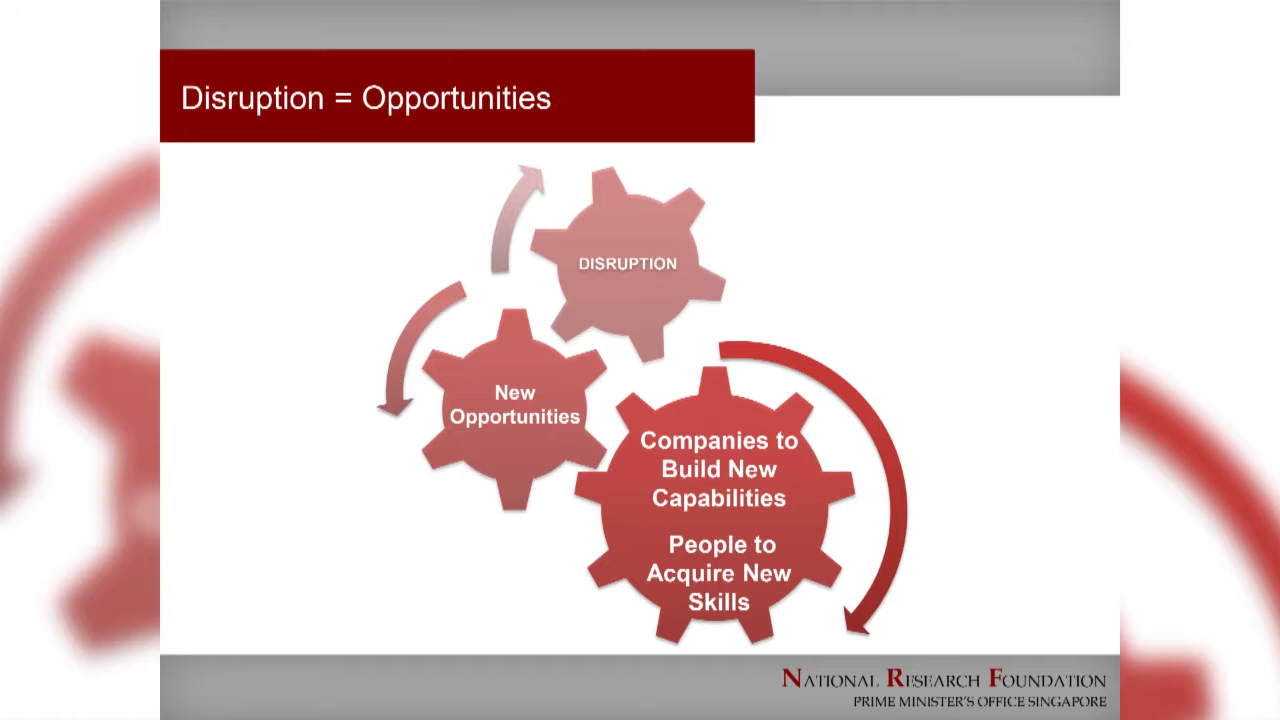 Disruption = Opportunities
DISRUPTION
New
Opportunities
Companies to
Build New
Capabilities
People to
Acquire New
Skills
NATIONAL RESEARCH FOUNDATION
PRIME MINISTER'S OFFICE SINGAPORE